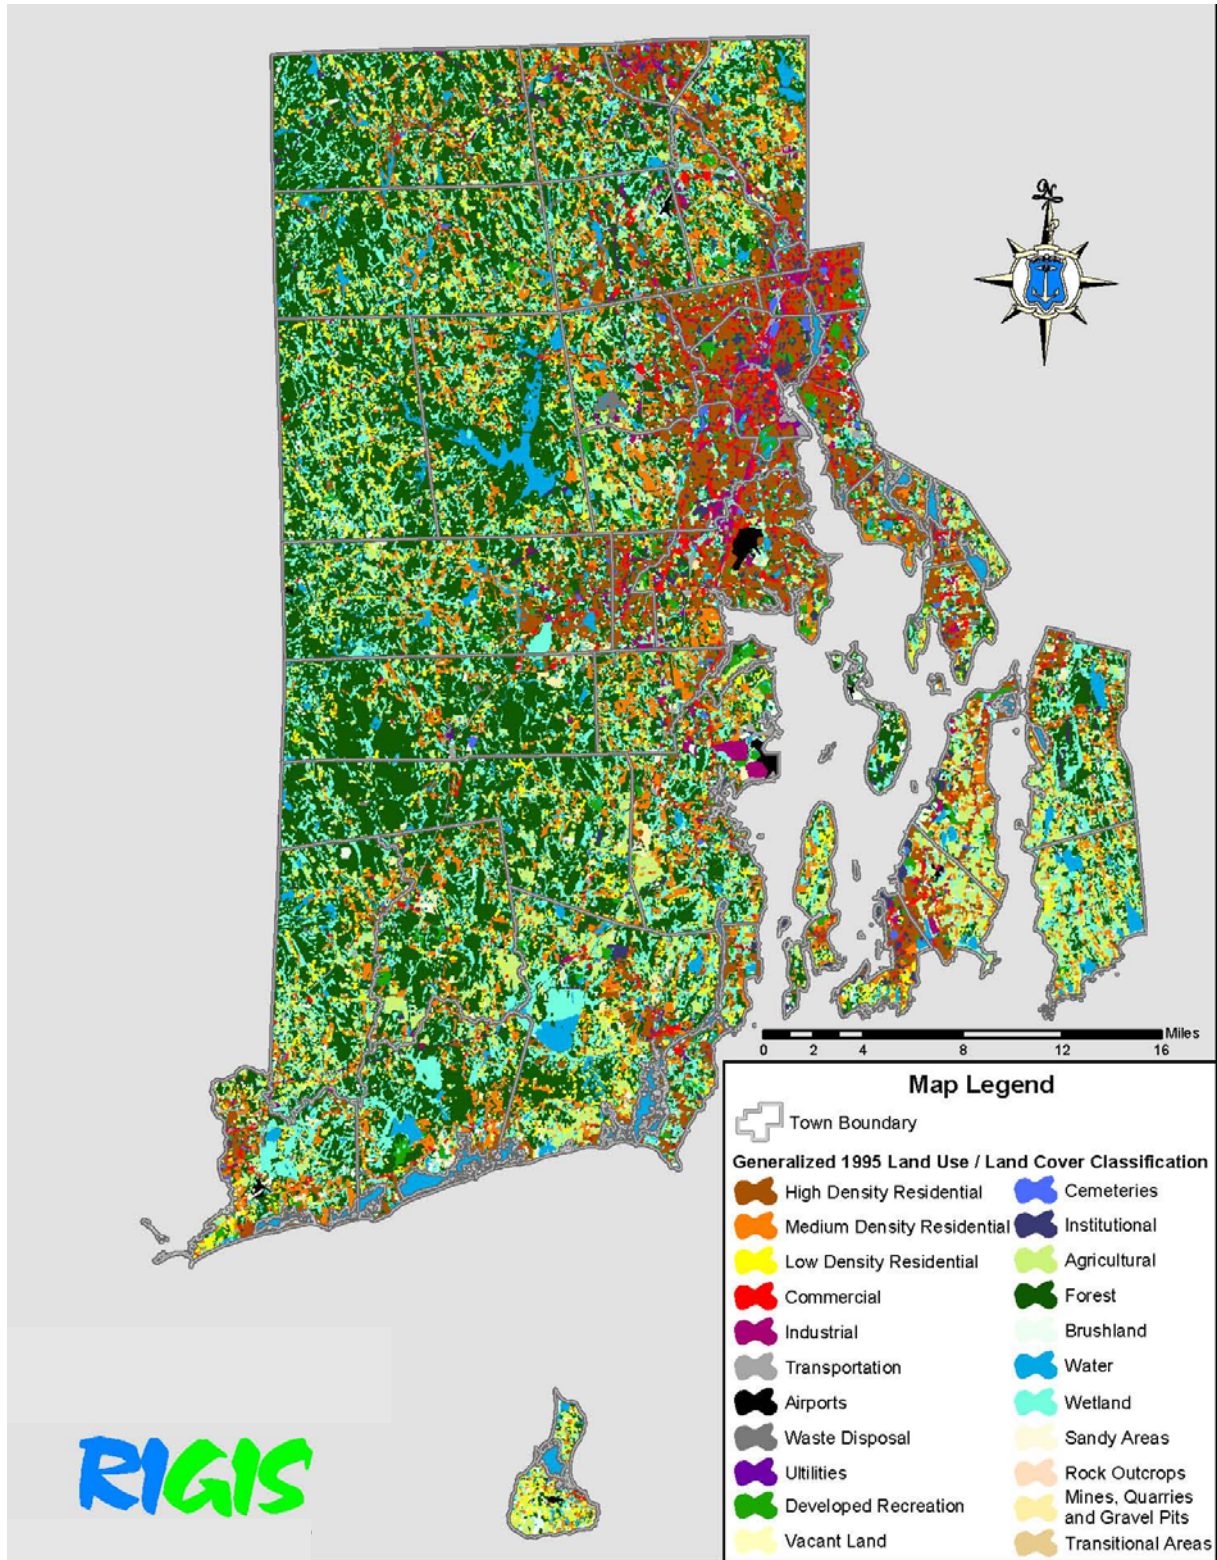 N
Miles
0 2 4 8 12 16
Map Legend
Town Boundary
Generalized 1995 Land Use / Land Cover Classification
High Density Residential
Medium Density Residential
Low Density Residential
Commercial
Industrial
Transportation
Airports
Waste Disposal
Ultilities
Developed Recreation
Vacant Land
Cemeteries
Institutional
Agricultural
Forest
Brushland
Water
Wetland
Sandy Areas
Rock Outcrops
Mines, Quarries
and Gravel Pits
Transitional Areas
RIGIS